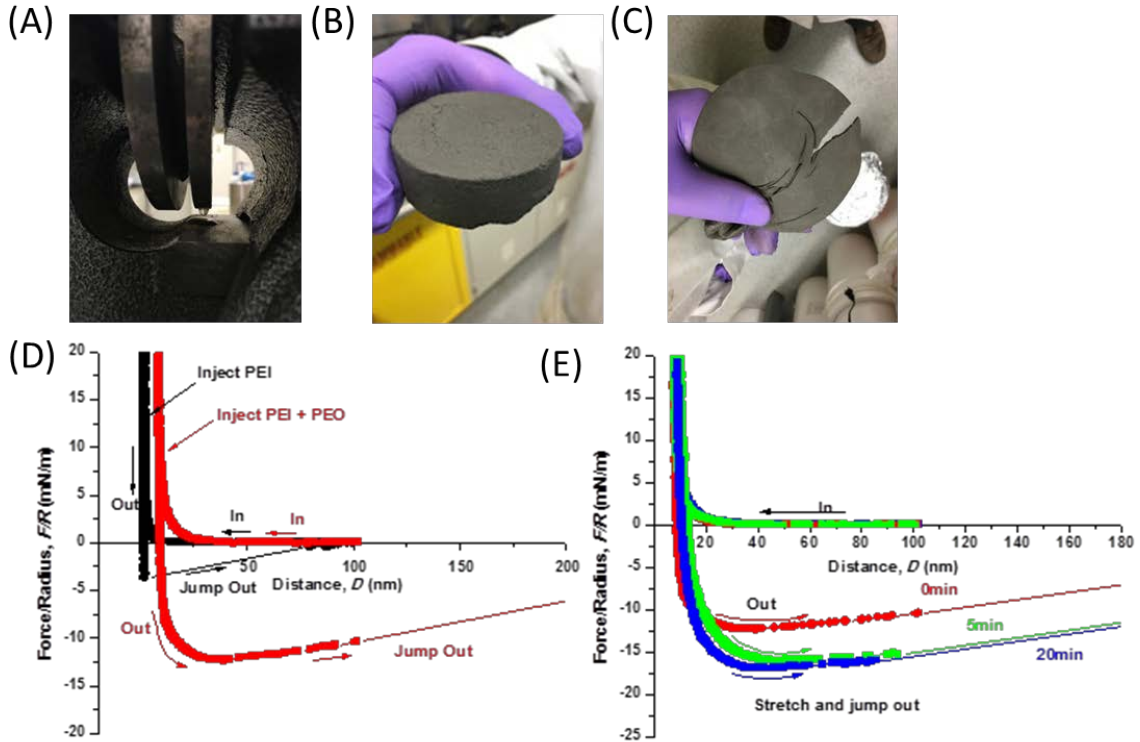 (A)
(B)
(C)
(D)
20
15
10
5
0
-5
-10
-15
-20
Force/Radius, F/R (mN/m)
Inject PEI
Inject PEI + PEO
Out
In
In
50
100
150
200
Distance, D (nm)
Jump Out
Out
Jump Out
(E)
20
15
10
5
0
-5
-10
-15
-20
-25
Force/Radius, F/R (mN/m)
In
20
40
60
80
100
120
140
160
180
Distance, D (nm)
Out
0min
5min
20min
Stretch and jump out